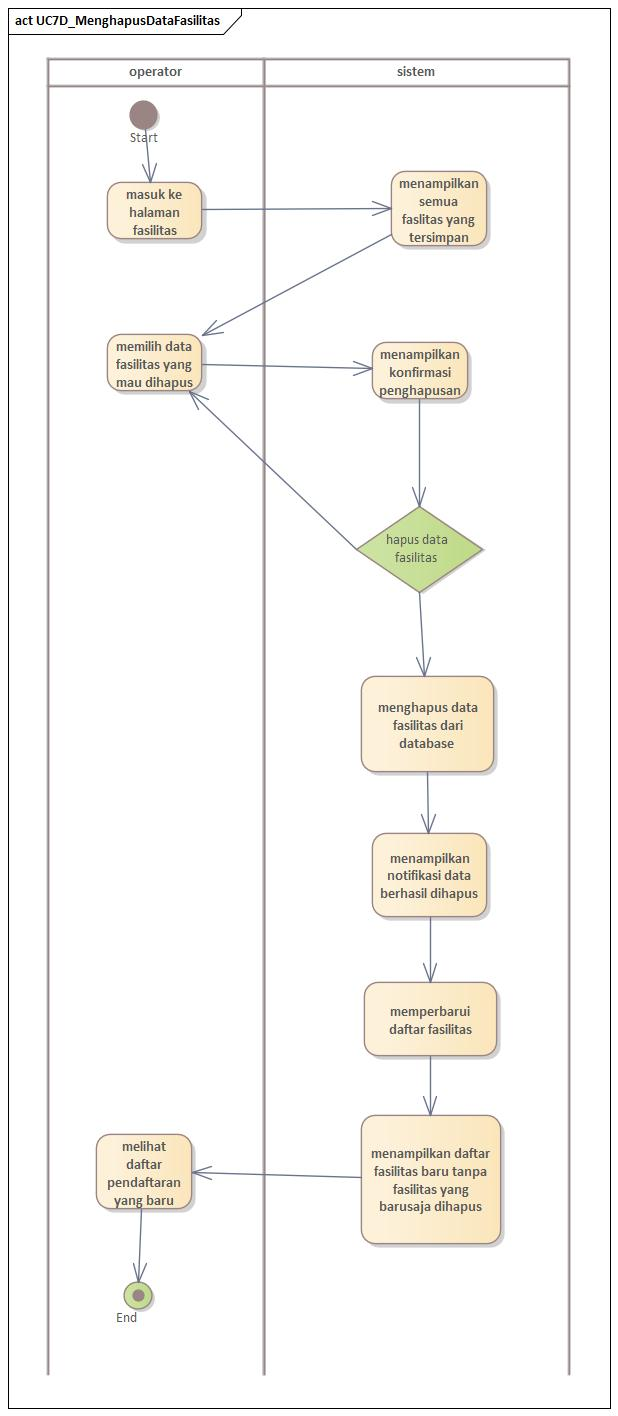 act UC7D_MenghapusDataFasilitas
operator
sistem
Start
masuk ke
halaman
fasilitas
menampilkan
semua
faslitas yang
tersimpan
memilih data
fasilitas yang
mau dihapus
menampilkan
konfirmasi
penghapusan
hapus data
fasilitas
menghapus data
fasilitas dari
database
menampilkan
notifikasi data
berhasil dihapus
memperbarui
daftar fasilitas
menampilkan daftar
fasilitas baru tanpa
fasilitas yang
barusaja dihapus
melihat
daftar
pendaftaran
yang baru
End